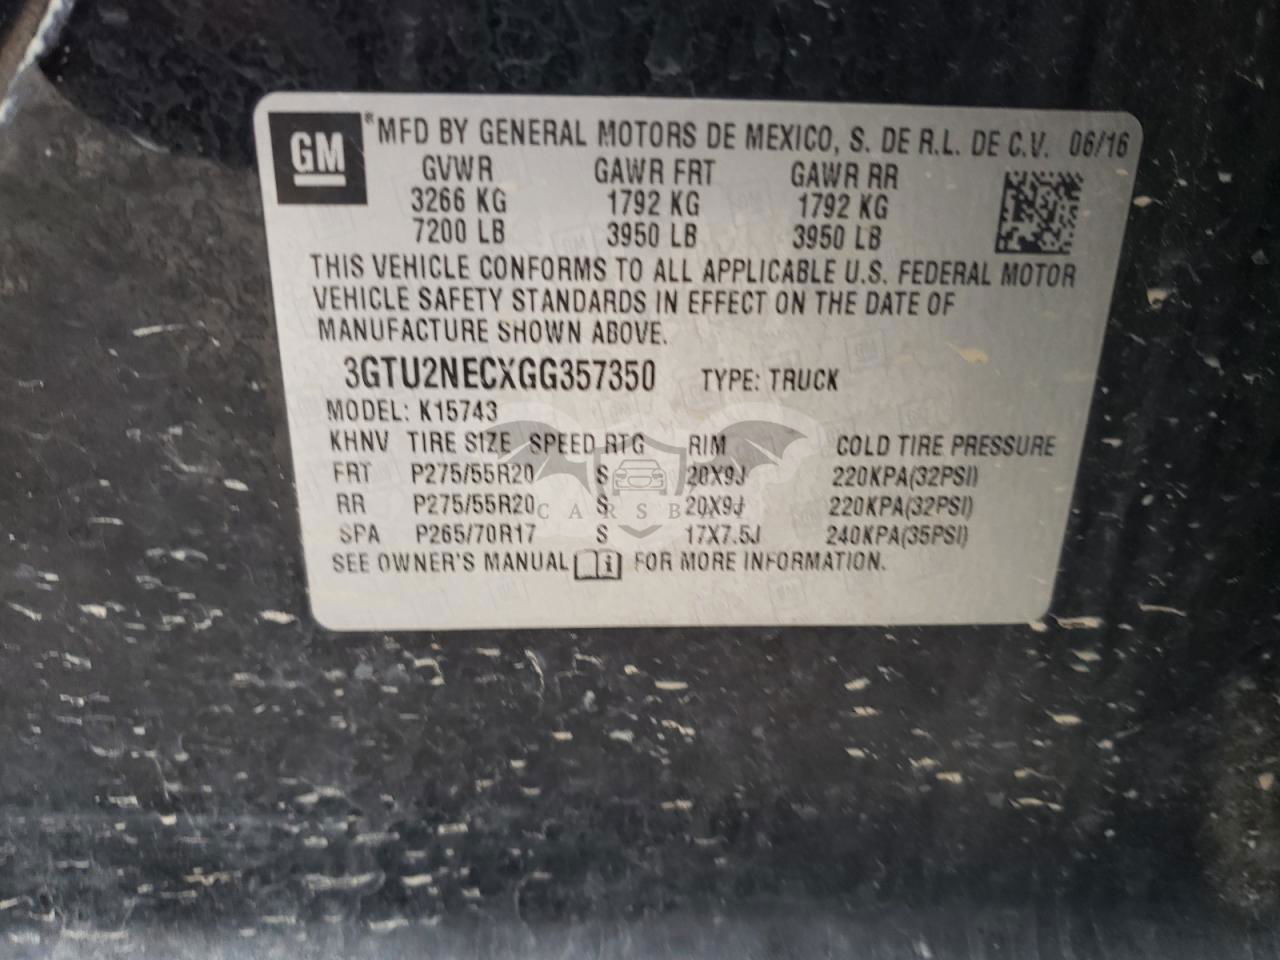 GM
® MFD BY GENERAL MOTORS DE MEXICO, S. DE R.L. DE C.V. 06/16
GVWR GAWR FRT GAWR RR
3266 KG 1792 KG 1792 KG
7200 LB 3950 LB 3950 LB
THIS VEHICLE CONFORMS TO ALL APPLICABLE U.S. FEDERAL MOTOR
VEHICLE SAFETY STANDARDS IN EFFECT ON THE DATE OF
MANUFACTURE SHOWN ABOVE.
3GTU2NECXGG357350 TYPE: TRUCK
MODEL: K15743
KHNV TIRE SIZE SPEED RTG RIM COLD TIRE PRESSURE
FRT P275/55R20 S 20X9J 220KPA(32PSI)
RR P275/55R20 S 20X9J 220KPA(32PSI)
SPA P265/70R17 S 17X7.5J 240KPA(35PSI)
SEE OWNER'S MANUAL FOR MORE INFORMATION.